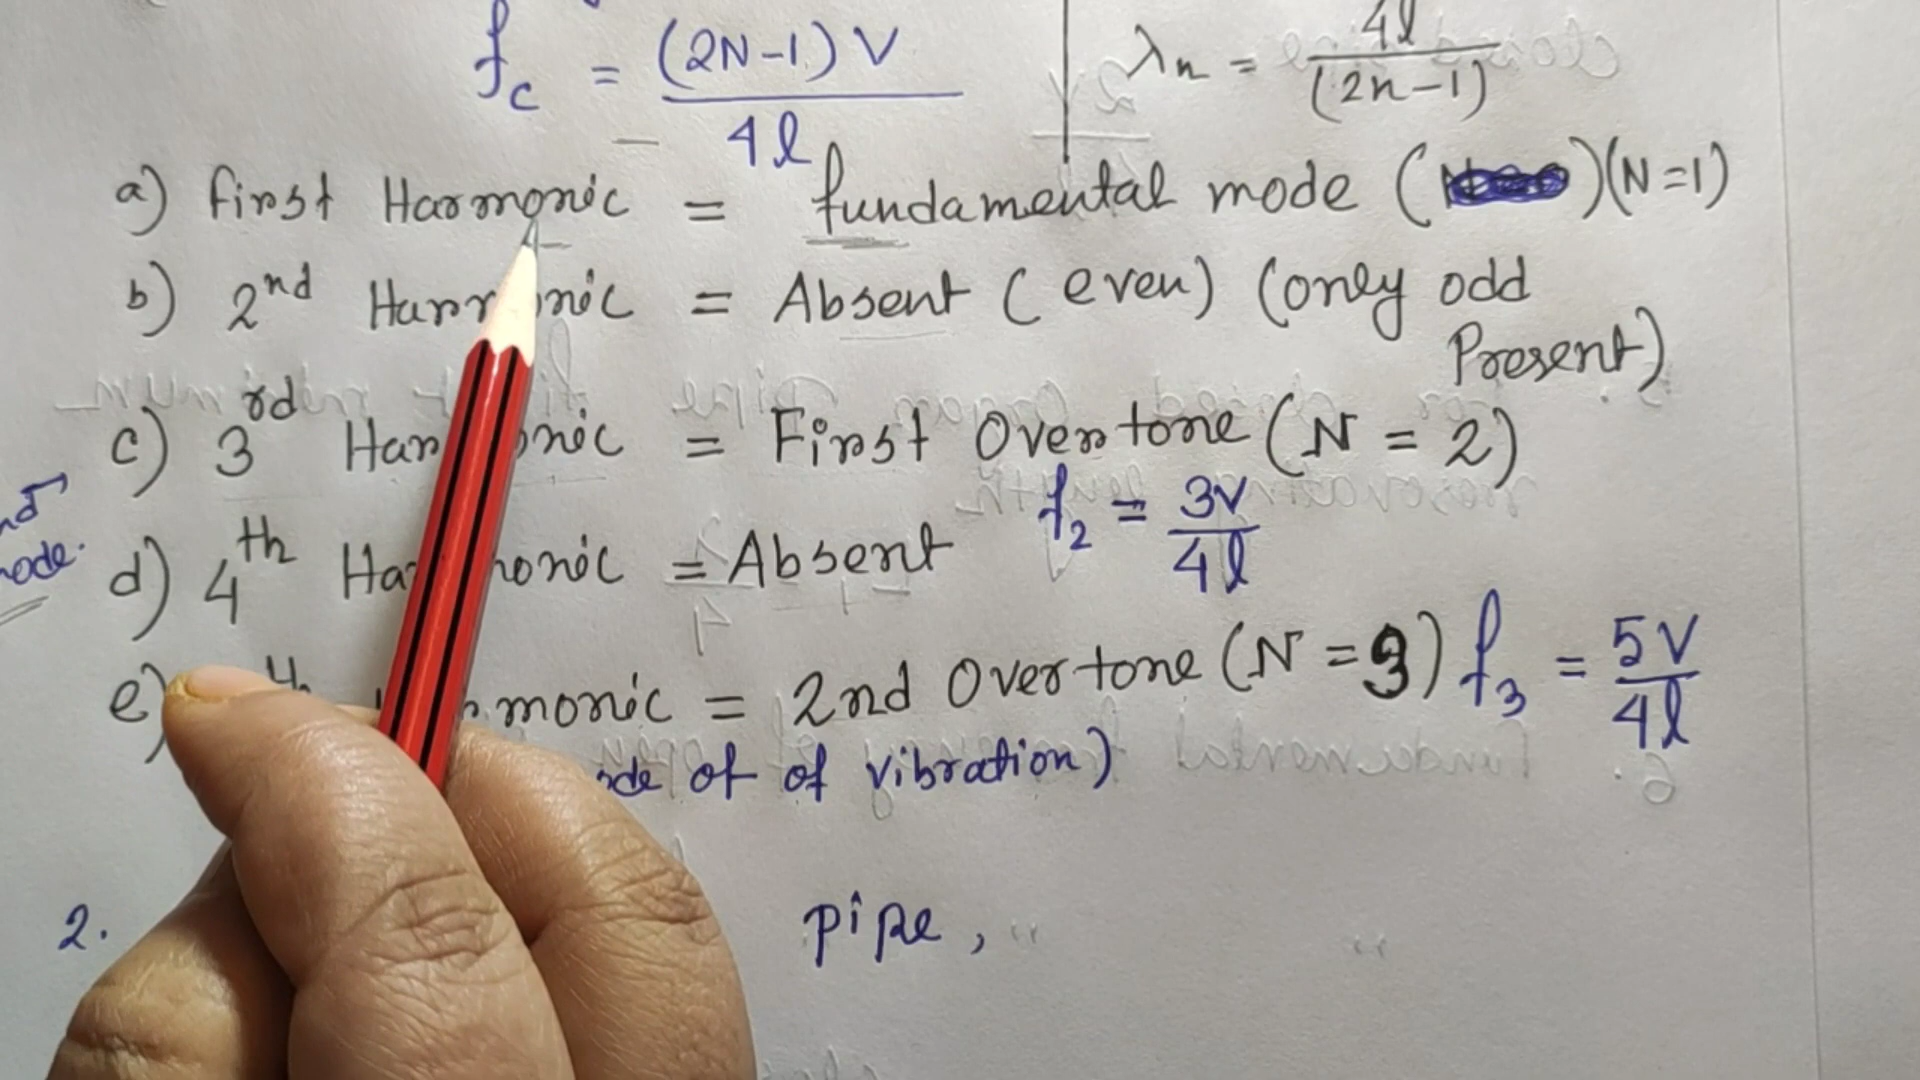 fc = (2N-1) V / 4l
λn = 4l / (2n-1)
a) First Harmonic = fundamental mode ( ) (N=1)
b) 2nd Harmonic = Absent (even) (only odd
Present)
c) 3rd Harmonic = First Overtone (N = 2)
f2 = 3V / 4l
d) 4th Harmonic = Absent
e) = 2nd Overtone (N = 3) f3 = 5V / 4l
of of vibration)
2. pipe, " "